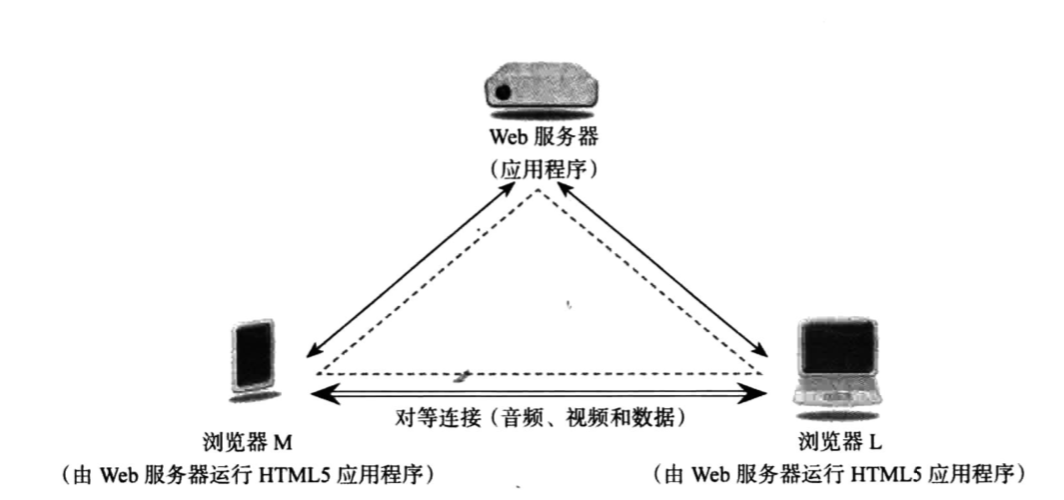 Web 服务器
（应用程序）
对等连接（音频、视频和数据）
浏览器 M
（由 Web 服务器运行 HTML5 应用程序）
浏览器 L
（由 Web 服务器运行 HTML5 应用程序）